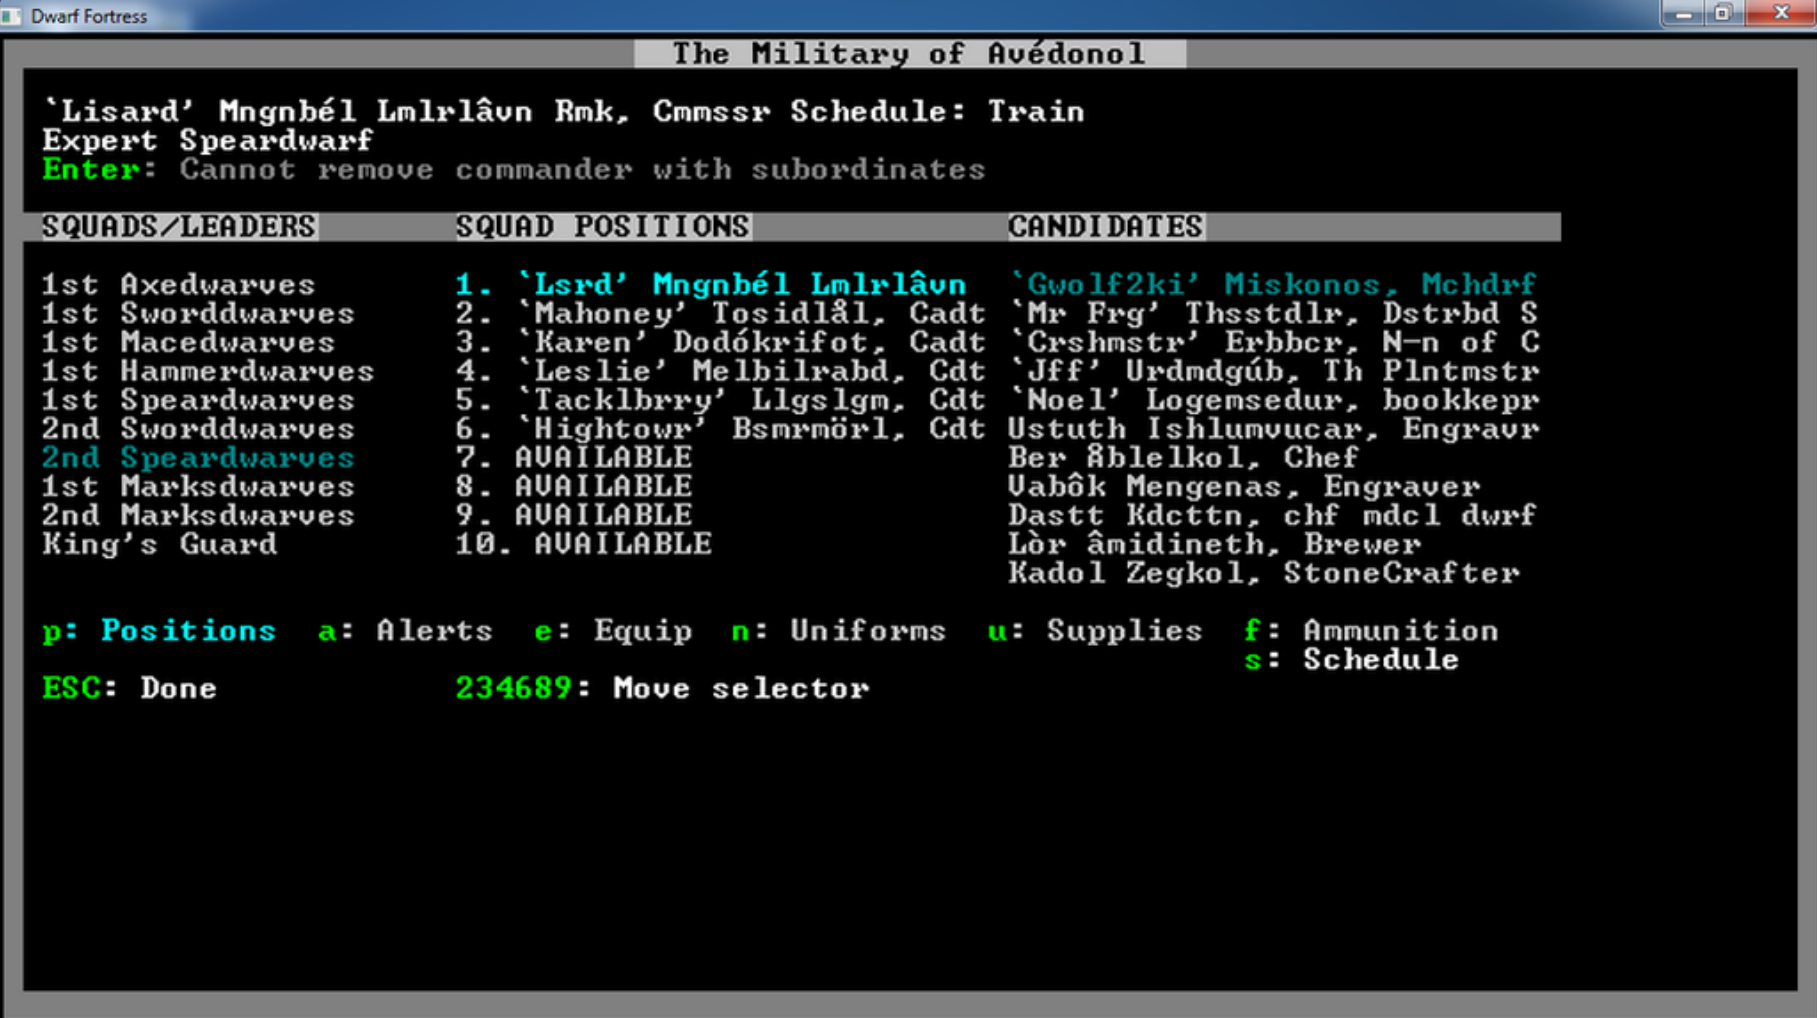 Dwarf Fortress
The Military of Avédonol
`Lisard' Mngnbél Lmlrlâvn Rmk, Cmmssr Schedule: Train
Expert Speardwarf
Enter: Cannot remove commander with subordinates
SQUADS/LEADERS SQUAD POSITIONS CANDIDATES
1st Axedwarves 1. `Lsrd' Mngnbél Lmlrlâvn `Gwolf2ki' Miskonos, Mchdrf
1st Sworddwarves 2. `Mahoney' Tosidlål, Cadt `Mr Frg' Thsstdlr, Dstrbd S
1st Macedwarves 3. `Karen' Dodókrifot, Cadt `Crshmstr' Erbbcr, N-n of C
1st Hammerdwarves 4. `Leslie' Melbilrabd, Cdt `Jff' Urdmdgúb, Th Plntmstr
1st Speardwarves 5. `Tacklbrry' Llgslgm, Cdt `Noel' Logemsedur, bookkepr
2nd Sworddwarves 6. `Hightowr' Bsmrmörl, Cdt Ustuth Ishlumvucar, Engravr
2nd Speardwarves 7. AVAILABLE Ber Åblelkol, Chef
1st Marksdwarves 8. AVAILABLE Vabôk Mengenas, Engraver
2nd Marksdwarves 9. AVAILABLE Dastt Kdcttn, chf mdcl dwrf
King's Guard 10. AVAILABLE Lòr âmidineth, Brewer
Kadol Zegkol, StoneCrafter
p: Positions a: Alerts e: Equip n: Uniforms u: Supplies f: Ammunition
s: Schedule
ESC: Done 234689: Move selector